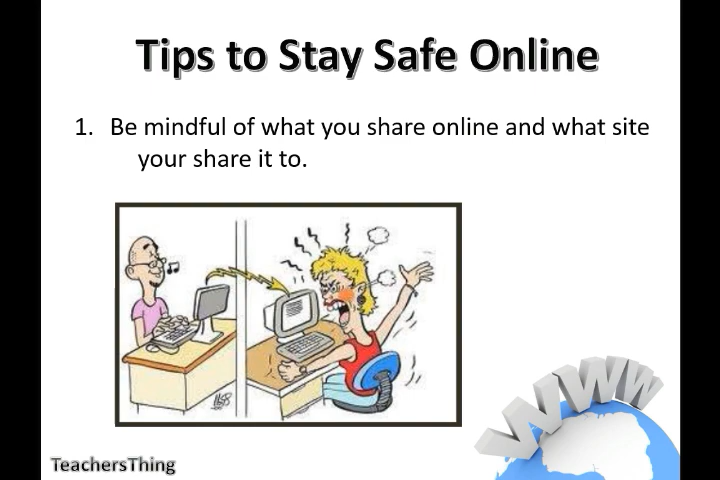 Tips to Stay Safe Online
1. Be mindful of what you share online and what site
your share it to.
WWW
TeachersThing